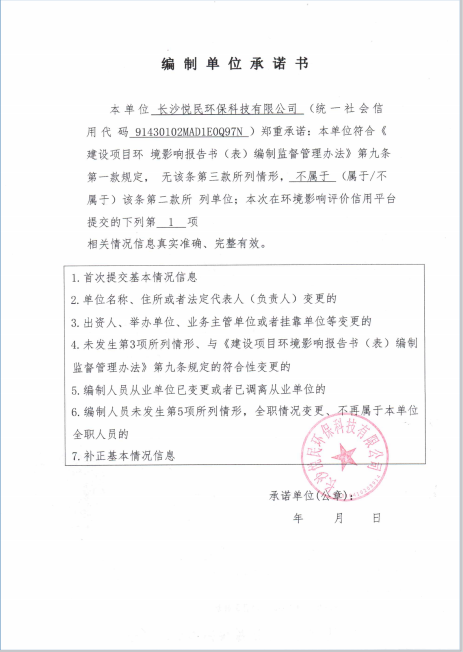 编制单位承诺书
本单位 长沙悦民环保科技有限公司 （统一社会信
用代码 91430102MAD1E0Q97N ）郑重承诺：本单位符合《
建设项目环 境影响报告书（表）编制监督管理办法》第九条
第一款规定， 无该条第三款所列情形，不属于 （属于/不
属于）该条第二款所 列单位；本次在环境影响评价信用平台
提交的下列第 1 项
相关情况信息真实准确、完整有效。
1.首次提交基本情况信息
2.单位名称、住所或者法定代表人（负责人）变更的
3.出资人、举办单位、业务主管单位或者挂靠单位等变更的
4.未发生第3项所列情形、与《建设项目环境影响报告书（表）编制
监督管理办法》第九条规定的符合性变更的
5.编制人员从业单位已变更或者已调离从业单位的
6.编制人员未发生第5项所列情形，全职情况变更、不再属于本单位
全职人员的
7.补正基本情况信息
长沙悦民环保科技有限公司
承诺单位(公章):
年 月 日